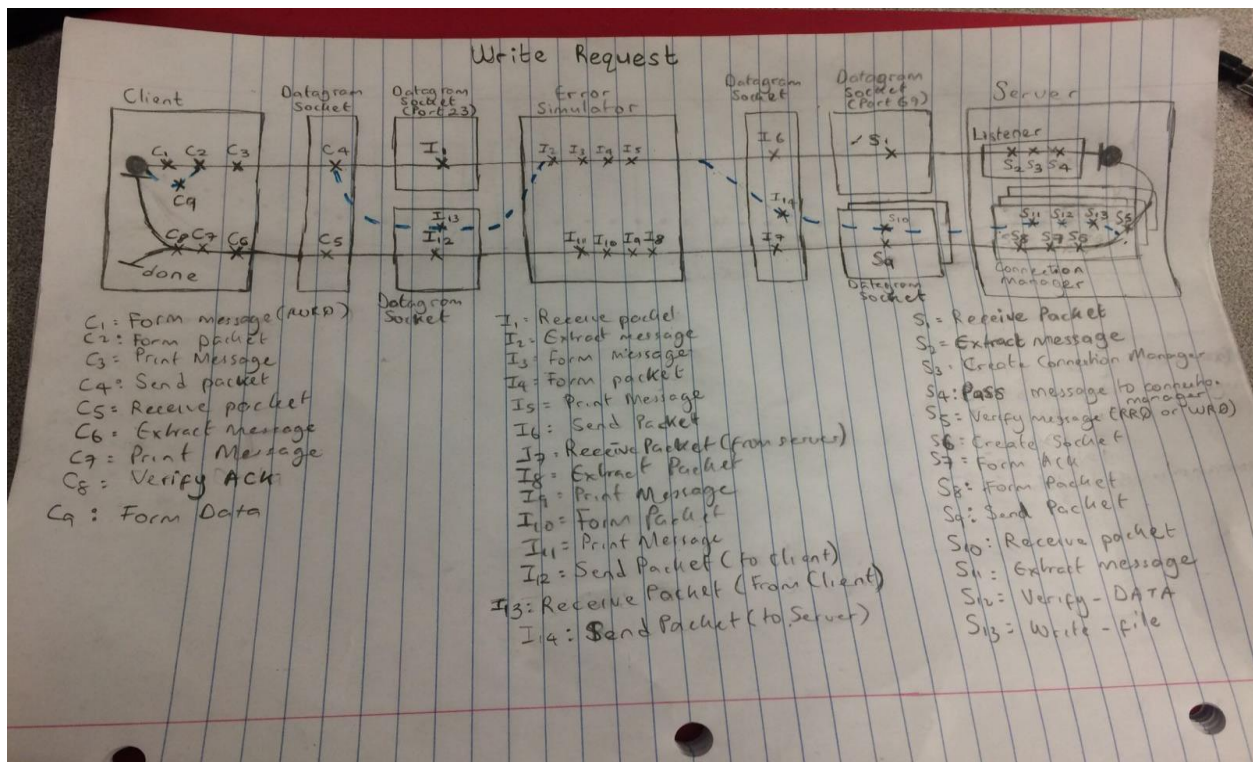 Write Request
Client
Datagram
Socket
Datagram
Socket
(Port 23)
Error
Simulator
Datagram
Socket
Datagram
Socket
(Port 69)
Server
Listener
C1 C2 C3
C9
C4
I1
I2 I3 I4 I5
I6
S1
S2 S3 S4
I13
I14
S10
S11 S12 S13 S5
C8 C7 C6
C5
I12
I11 I10 I9 I8
I7
S9
S8 S7 S6
done
Datagram
Socket
Datagram
Socket
Connection
Manager
C1: Form message (WRQ)
C2: Form packet
C3: Print Message
C4: Send packet
C5: Receive packet
C6: Extract Message
C7: Print Message
C8: Verify ACK
C9: Form Data
I1: Receive packet
I2: Extract message
I3: Form message
I4: Form packet
I5: Print Message
I6: Send Packet
I7: Receive Packet (from server)
I8: Extract Packet
I9: Print Message
I10: Form Packet
I11: Print Message
I12: Send Packet (to client)
I13: Receive Packet (From Client)
I14: Send Packet (to Server)
S1: Receive Packet
S2: Extract message
S3: Create Connection Manager
S4: Pass message to connection
manager
S5: Verify message (RRQ or WRQ)
S6: Create Socket
S7: Form Ack
S8: Form Packet
S9: Send Packet
S10: Receive packet
S11: Extract message
S12: Verify-DATA
S13: Write-file